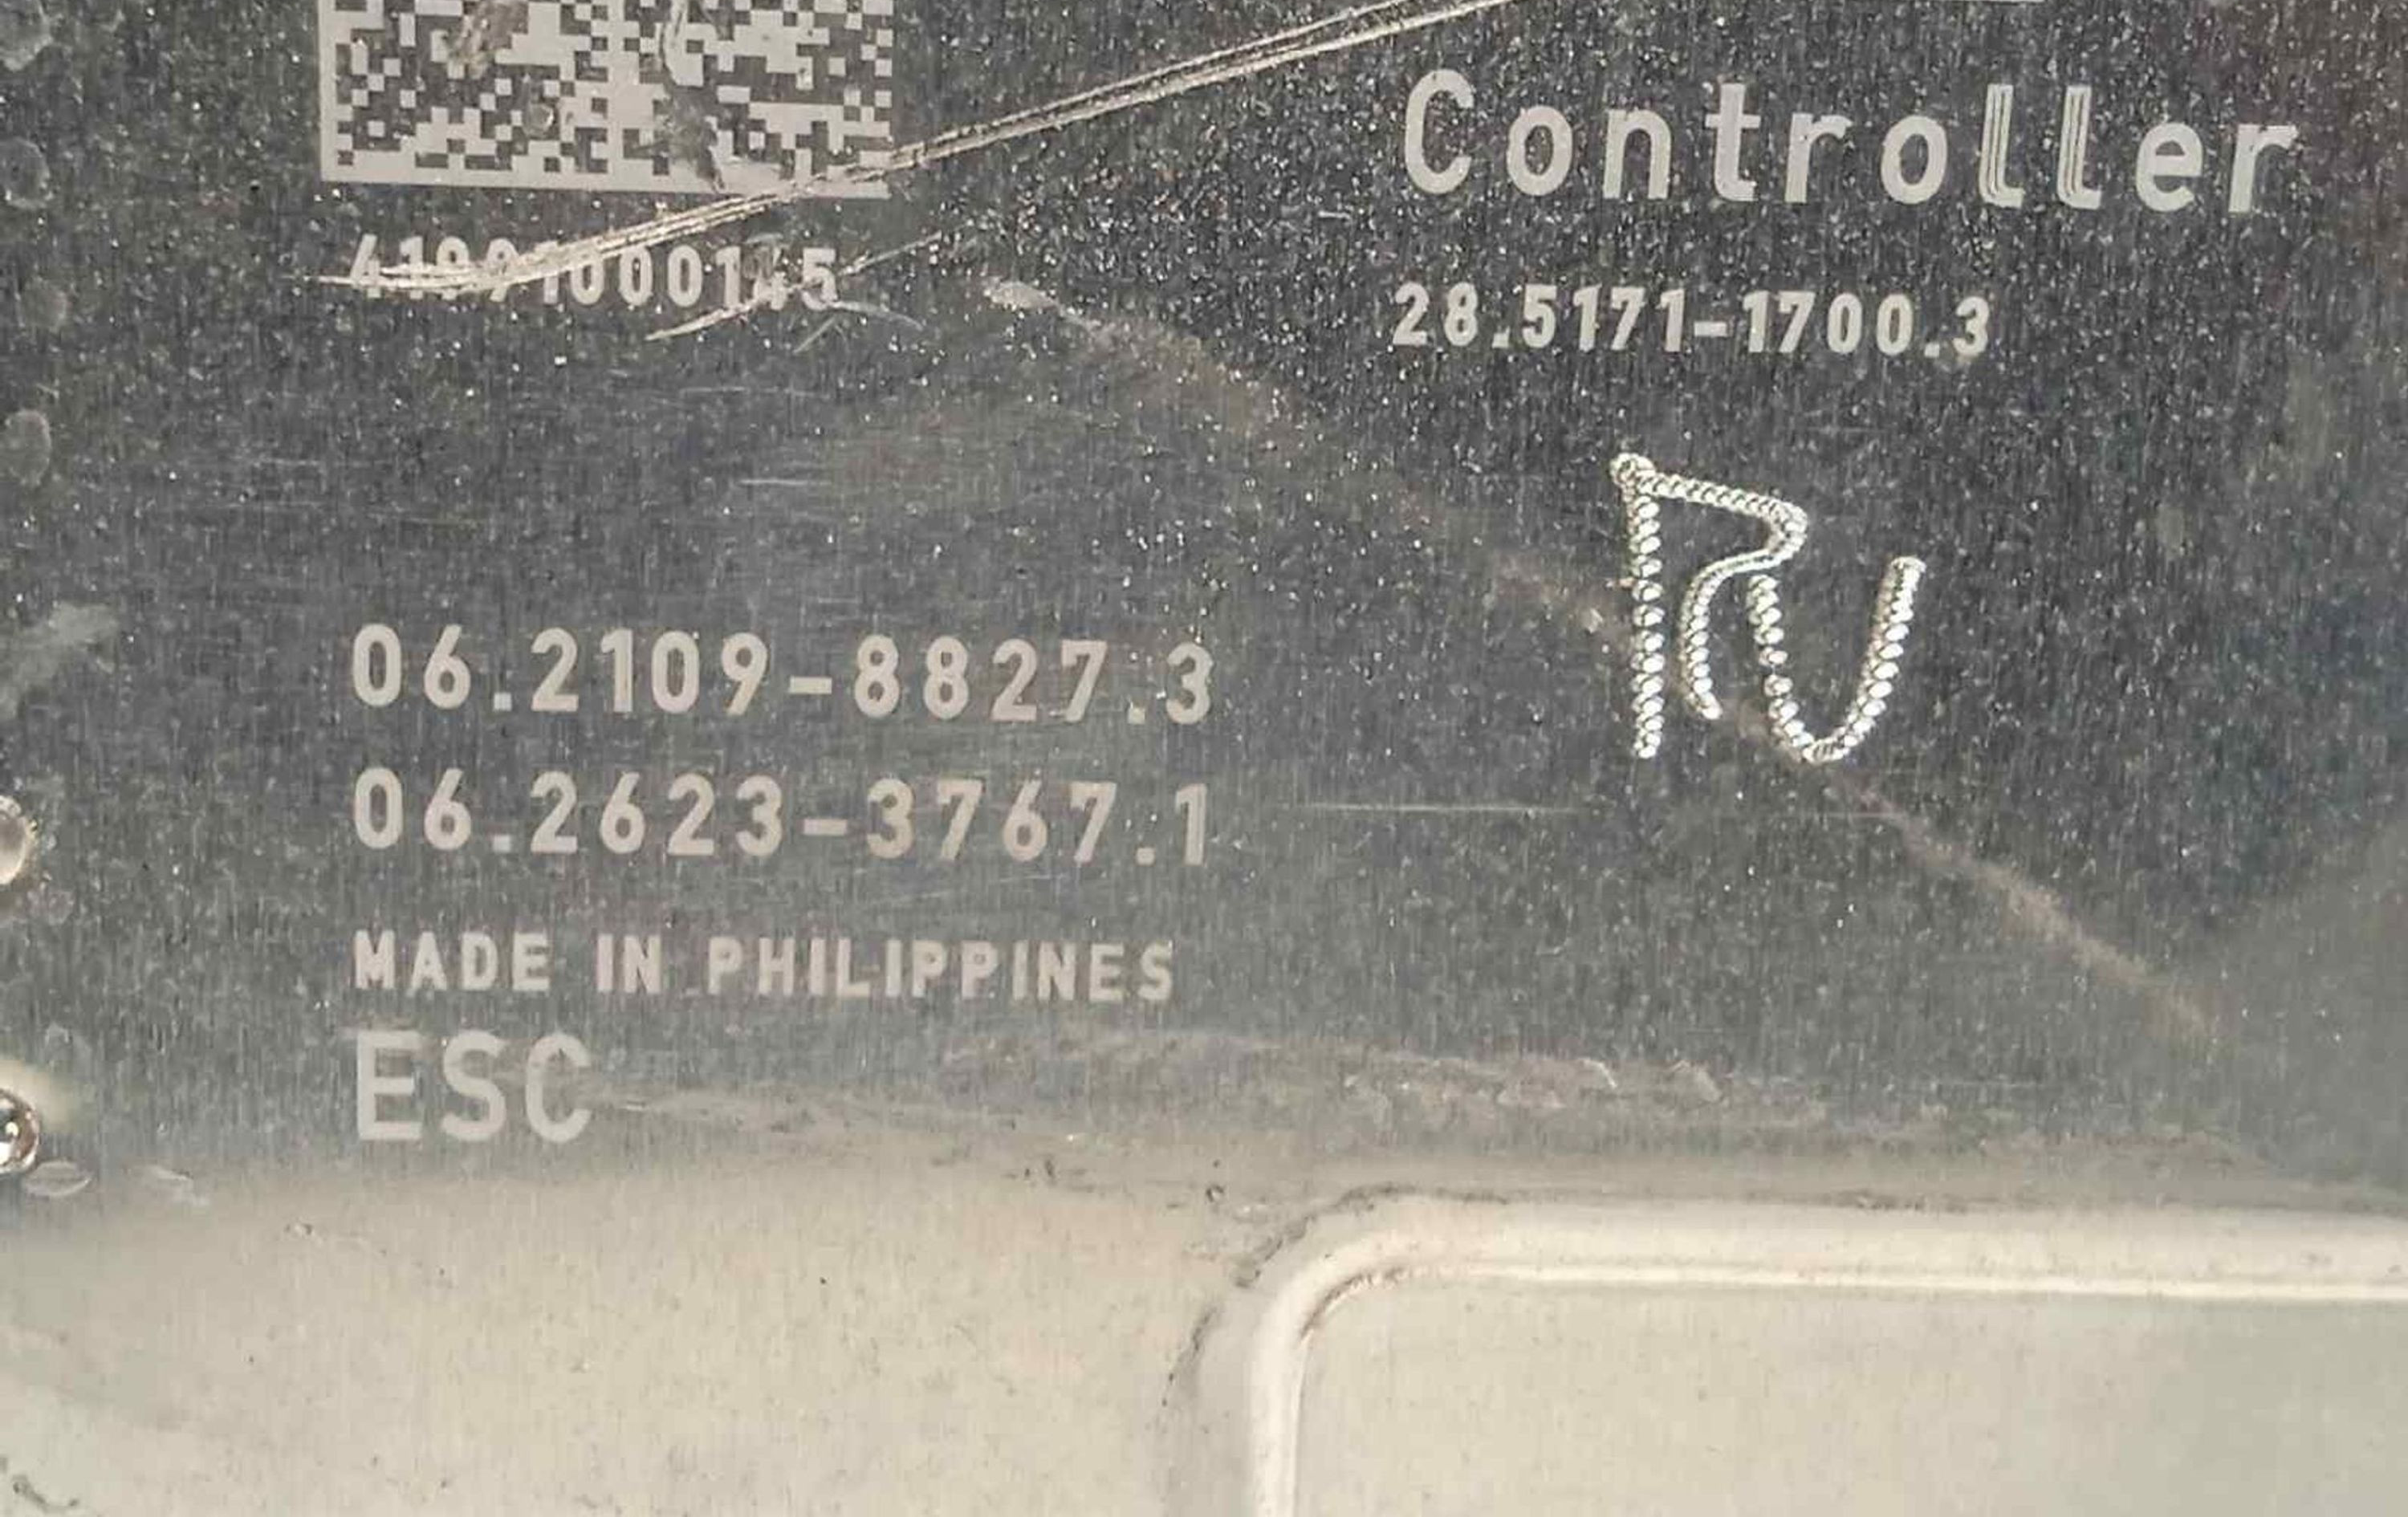 Controller
28.5171-1700.3
06.2109-8827.3
06.2623-3767.1
MADE IN PHILIPPINES
ESC